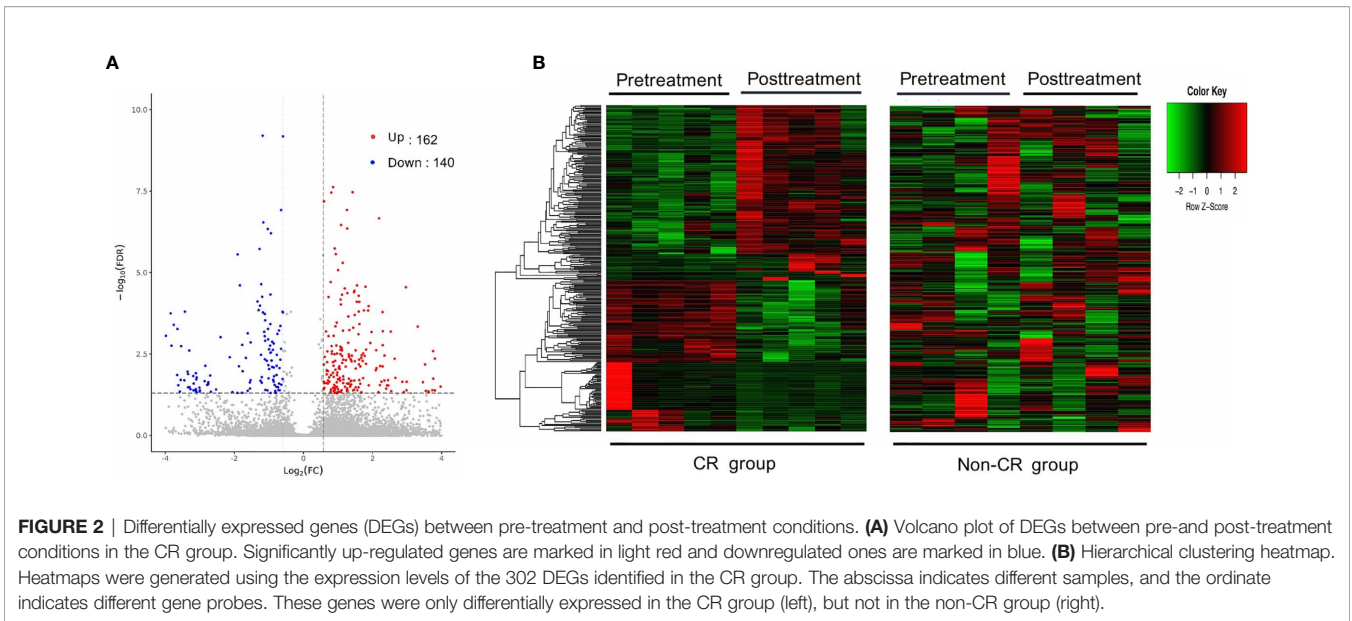 A
10.0
7.5
5.0
2.5
0.0
−log10(FDR)
Up : 162
Down : 140
-4 -2 0 2 4
Log2(FC)
B
Pretreatment Posttreatment
CR group
Pretreatment Posttreatment
Non-CR group
Color Key
-2 -1 0 1 2
Row Z-Score
FIGURE 2 | Differentially expressed genes (DEGs) between pre-treatment and post-treatment conditions. (A) Volcano plot of DEGs between pre-and post-treatment
conditions in the CR group. Significantly up-regulated genes are marked in light red and downregulated ones are marked in blue. (B) Hierarchical clustering heatmap.
Heatmaps were generated using the expression levels of the 302 DEGs identified in the CR group. The abscissa indicates different samples, and the ordinate
indicates different gene probes. These genes were only differentially expressed in the CR group (left), but not in the non-CR group (right).